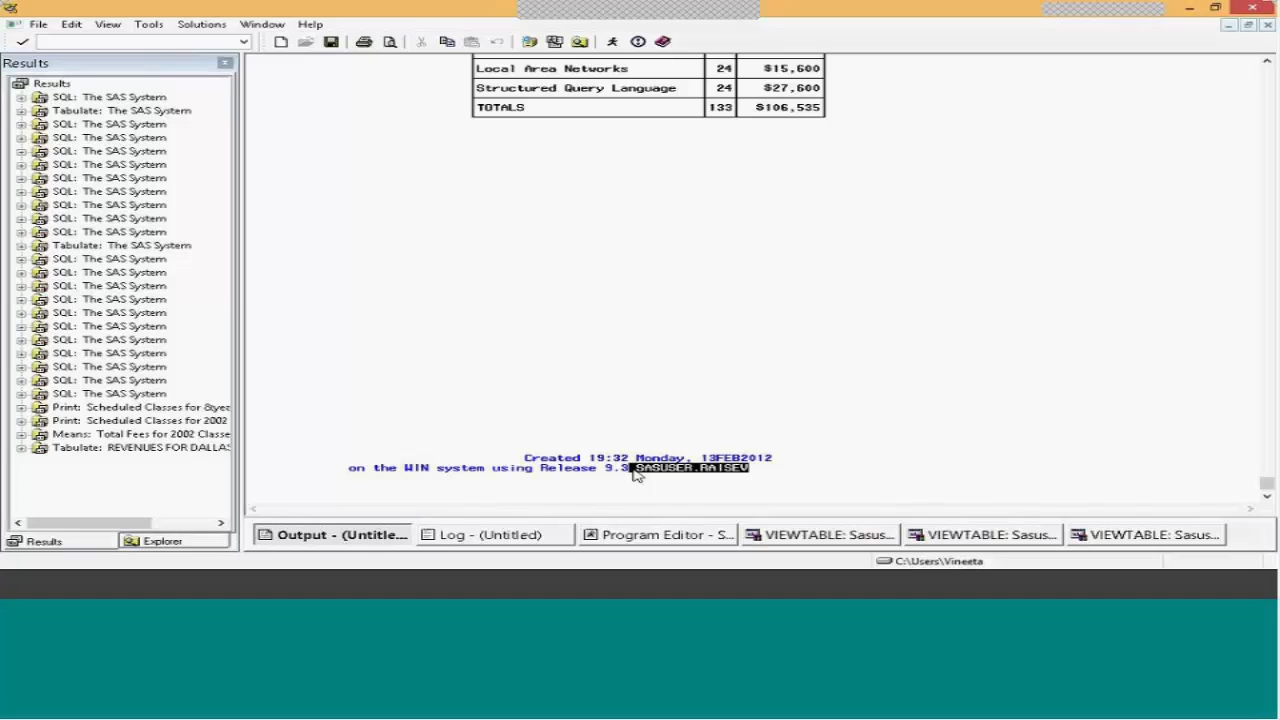 File Edit View Tools Solutions Window Help
Results
Results
SQL: The SAS System
Tabulate: The SAS System
SQL: The SAS System
SQL: The SAS System
SQL: The SAS System
SQL: The SAS System
SQL: The SAS System
SQL: The SAS System
SQL: The SAS System
SQL: The SAS System
SQL: The SAS System
Tabulate: The SAS System
SQL: The SAS System
SQL: The SAS System
SQL: The SAS System
SQL: The SAS System
SQL: The SAS System
SQL: The SAS System
SQL: The SAS System
SQL: The SAS System
SQL: The SAS System
SQL: The SAS System
SQL: The SAS System
Print: Scheduled Classes for &yea
Print: Scheduled Classes for 2002
Means: Total Fees for 2002 Classe
Tabulate: REVENUES FOR DALLAS
Results Explorer
Local Area Networks 24 $15,600
Structured Query Language 24 $27,600
TOTALS 133 $106,535
Created 19:32 Monday, 13FEB2012
on the WIN system using Release 9.3 SASUSER.RAISEV
Output - (Untitle... Log - (Untitled) Program Editor - S... VIEWTABLE: Sasus... VIEWTABLE: Sasus... VIEWTABLE: Sasus...
C:\Users\Vineeta